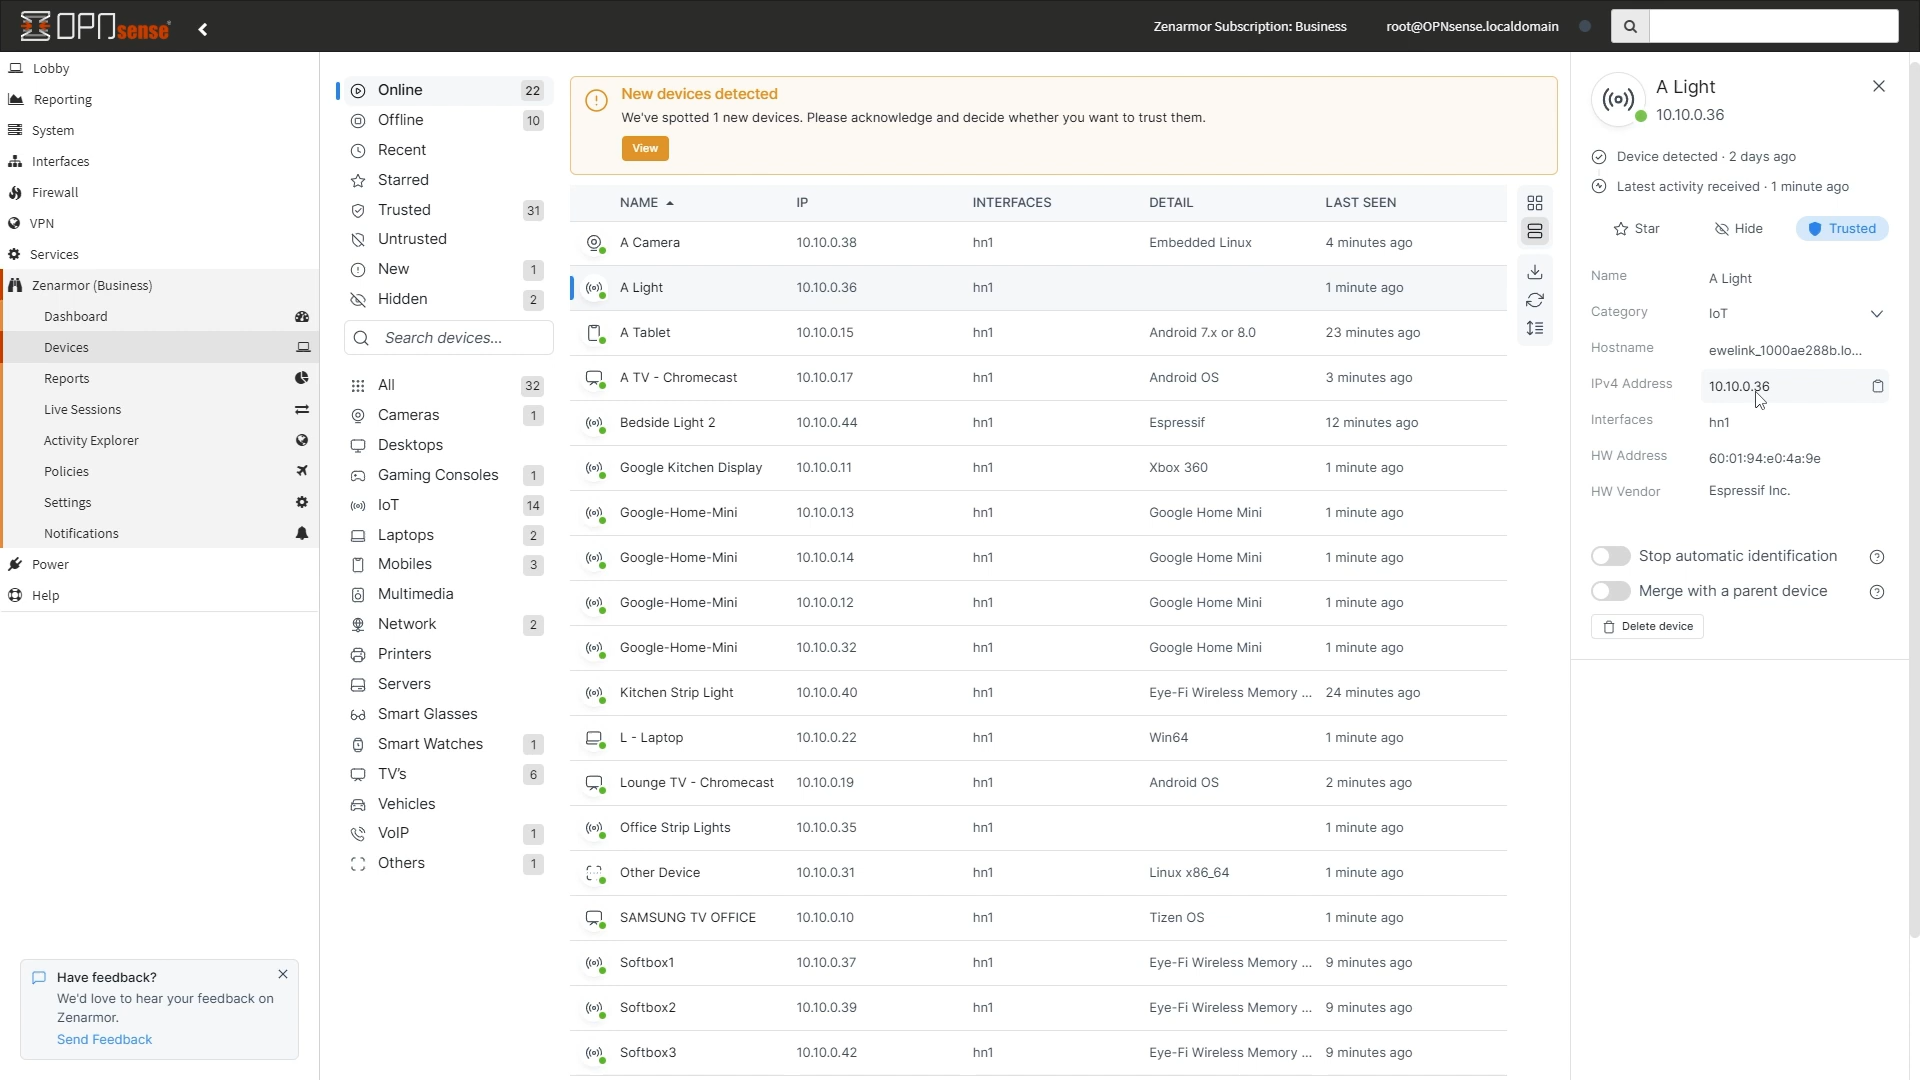 OPNsense
Zenarmor Subscription: Business
root@OPNsense.localdomain
Lobby
Reporting
System
Interfaces
Firewall
VPN
Services
Zenarmor (Business)
Dashboard
Devices
Reports
Live Sessions
Activity Explorer
Policies
Settings
Notifications
Power
Help
Have feedback?
We'd love to hear your feedback on
Zenarmor.
Send Feedback
Online 22
Offline 10
Recent
Starred
Trusted 31
Untrusted
New 1
Hidden 2
Search devices...
All 32
Cameras 1
Desktops
Gaming Consoles 1
IoT 14
Laptops 2
Mobiles 3
Multimedia
Network 2
Printers
Servers
Smart Glasses
Smart Watches 1
TV's 6
Vehicles
VoIP 1
Others 1
New devices detected
We've spotted 1 new devices. Please acknowledge and decide whether you want to trust them.
View
NAME IP INTERFACES DETAIL LAST SEEN
A Camera 10.10.0.38 hn1 Embedded Linux 4 minutes ago
A Light 10.10.0.36 hn1 1 minute ago
A Tablet 10.10.0.15 hn1 Android 7.x or 8.0 23 minutes ago
A TV - Chromecast 10.10.0.17 hn1 Android OS 3 minutes ago
Bedside Light 2 10.10.0.44 hn1 Espressif 12 minutes ago
Google Kitchen Display 10.10.0.11 hn1 Xbox 360 1 minute ago
Google-Home-Mini 10.10.0.13 hn1 Google Home Mini 1 minute ago
Google-Home-Mini 10.10.0.14 hn1 Google Home Mini 1 minute ago
Google-Home-Mini 10.10.0.12 hn1 Google Home Mini 1 minute ago
Google-Home-Mini 10.10.0.32 hn1 Google Home Mini 1 minute ago
Kitchen Strip Light 10.10.0.40 hn1 Eye-Fi Wireless Memory ... 24 minutes ago
L - Laptop 10.10.0.22 hn1 Win64 1 minute ago
Lounge TV - Chromecast 10.10.0.19 hn1 Android OS 2 minutes ago
Office Strip Lights 10.10.0.35 hn1 1 minute ago
Other Device 10.10.0.31 hn1 Linux x86_64 1 minute ago
SAMSUNG TV OFFICE 10.10.0.10 hn1 Tizen OS 1 minute ago
Softbox1 10.10.0.37 hn1 Eye-Fi Wireless Memory ... 9 minutes ago
Softbox2 10.10.0.39 hn1 Eye-Fi Wireless Memory ... 9 minutes ago
Softbox3 10.10.0.42 hn1 Eye-Fi Wireless Memory ... 9 minutes ago
A Light
10.10.0.36
Device detected · 2 days ago
Latest activity received · 1 minute ago
Star Hide Trusted
Name A Light
Category IoT
Hostname ewelink_1000ae288b.lo...
IPv4 Address 10.10.0.36
Interfaces hn1
HW Address 60:01:94:e0:4a:9e
HW Vendor Espressif Inc.
Stop automatic identification
Merge with a parent device
Delete device